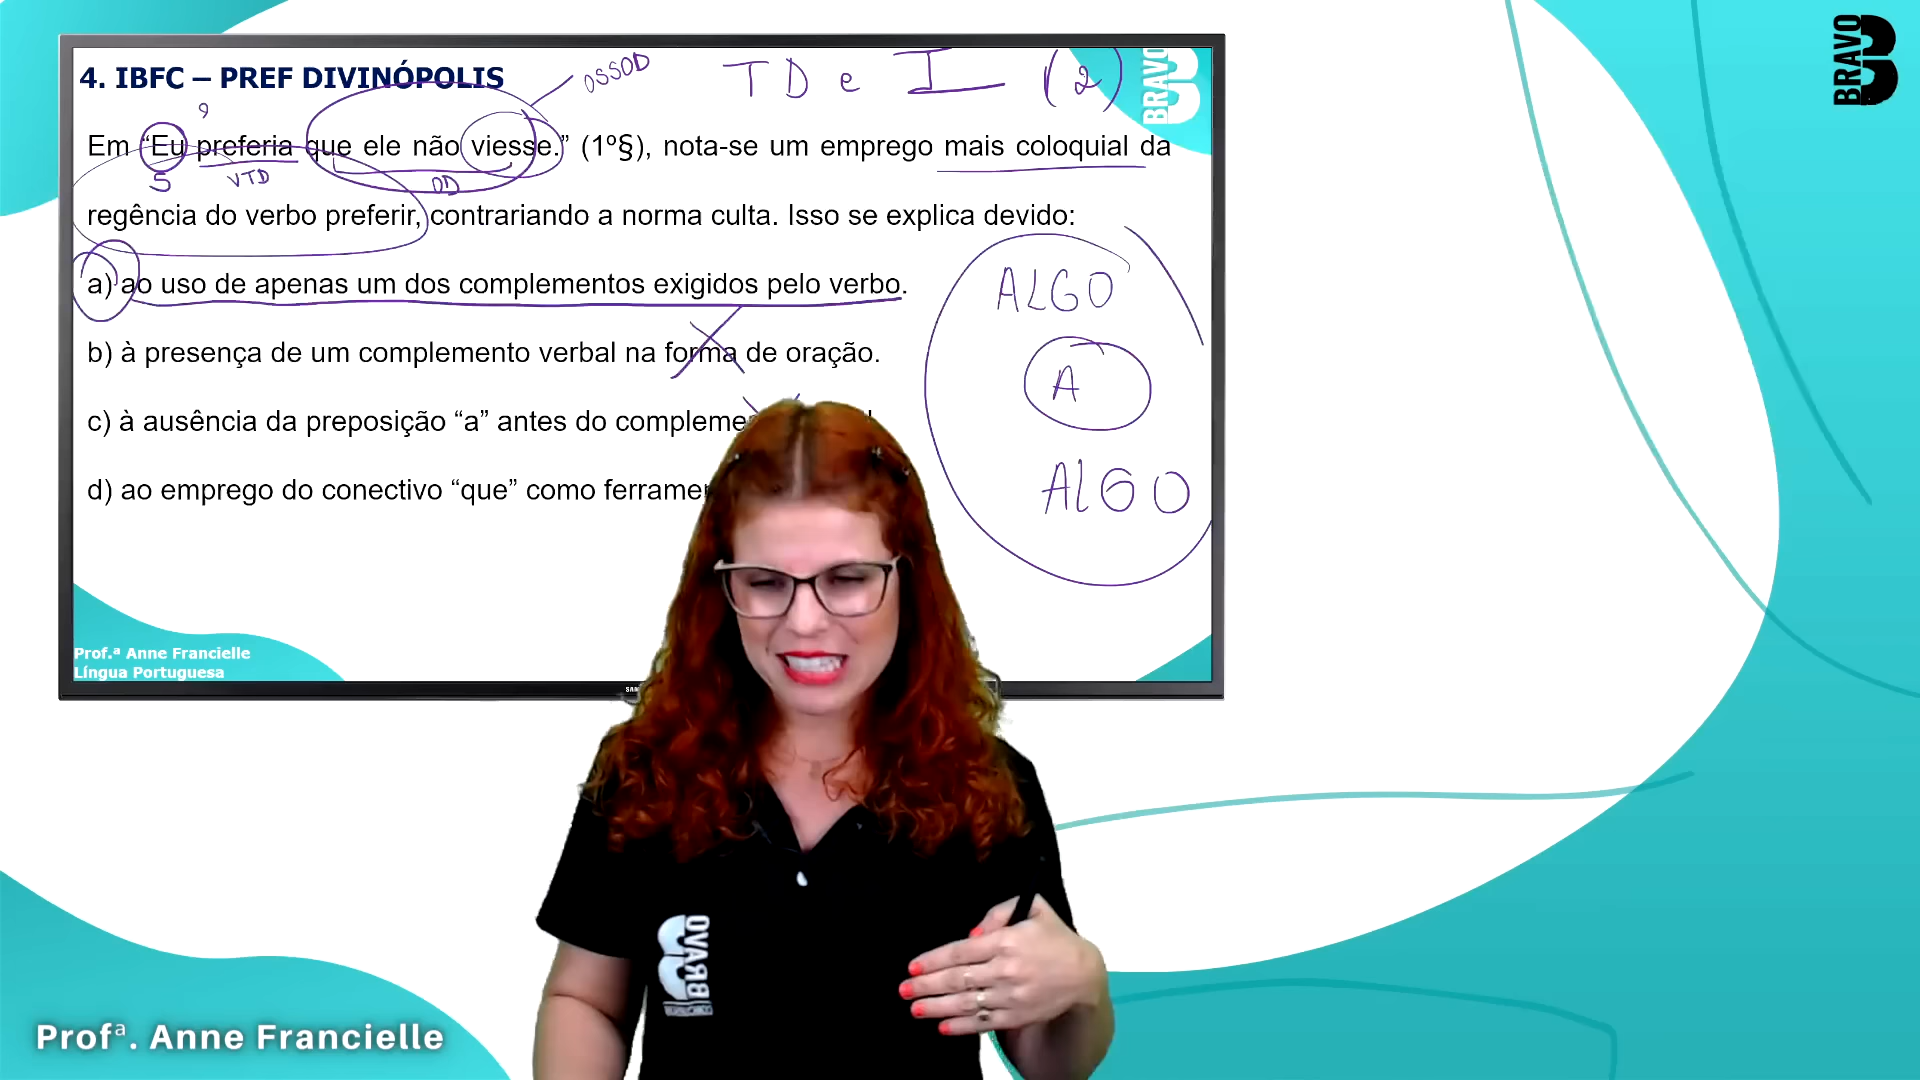 BRAVO
4. IBFC – PREF DIVINÓPOLIS
OSSOD
TD e I (2)
BRAVO
Em “Eu preferia que ele não viesse.” (1º§), nota-se um emprego mais coloquial da
S VTD OD
regência do verbo preferir, contrariando a norma culta. Isso se explica devido:
a) ao uso de apenas um dos complementos exigidos pelo verbo.
ALGO
b) à presença de um complemento verbal na forma de oração.
A
c) à ausência da preposição “a” antes do
d) ao emprego do conectivo “que” como
ALGO
Prof.ª Anne Francielle
Língua Portuguesa
BRAVO
Profª. Anne Francielle